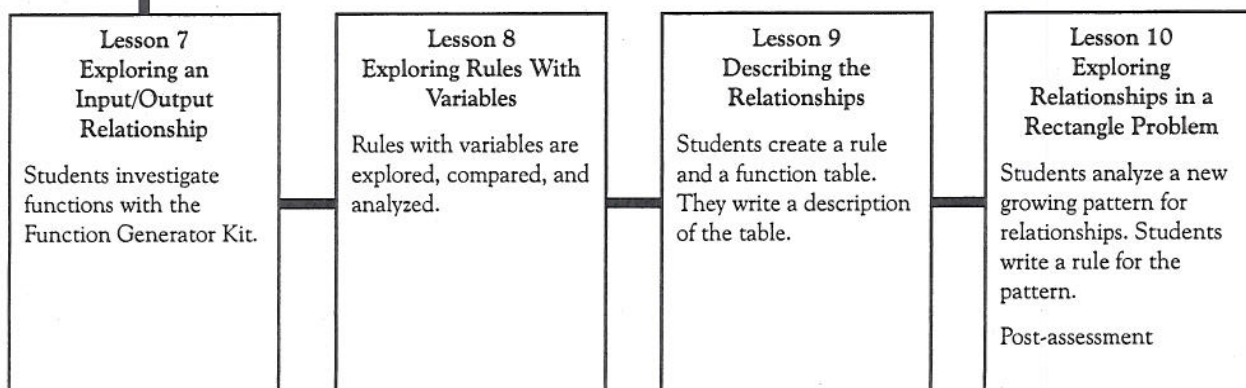 Lesson 7
Exploring an
Input/Output
Relationship
Students investigate
functions with the
Function Generator Kit.
Lesson 8
Exploring Rules With
Variables
Rules with variables are
explored, compared, and
analyzed.
Lesson 9
Describing the
Relationships
Students create a rule
and a function table.
They write a description
of the table.
Lesson 10
Exploring
Relationships in a
Rectangle Problem
Students analyze a new
growing pattern for
relationships. Students
write a rule for the
pattern.
Post-assessment